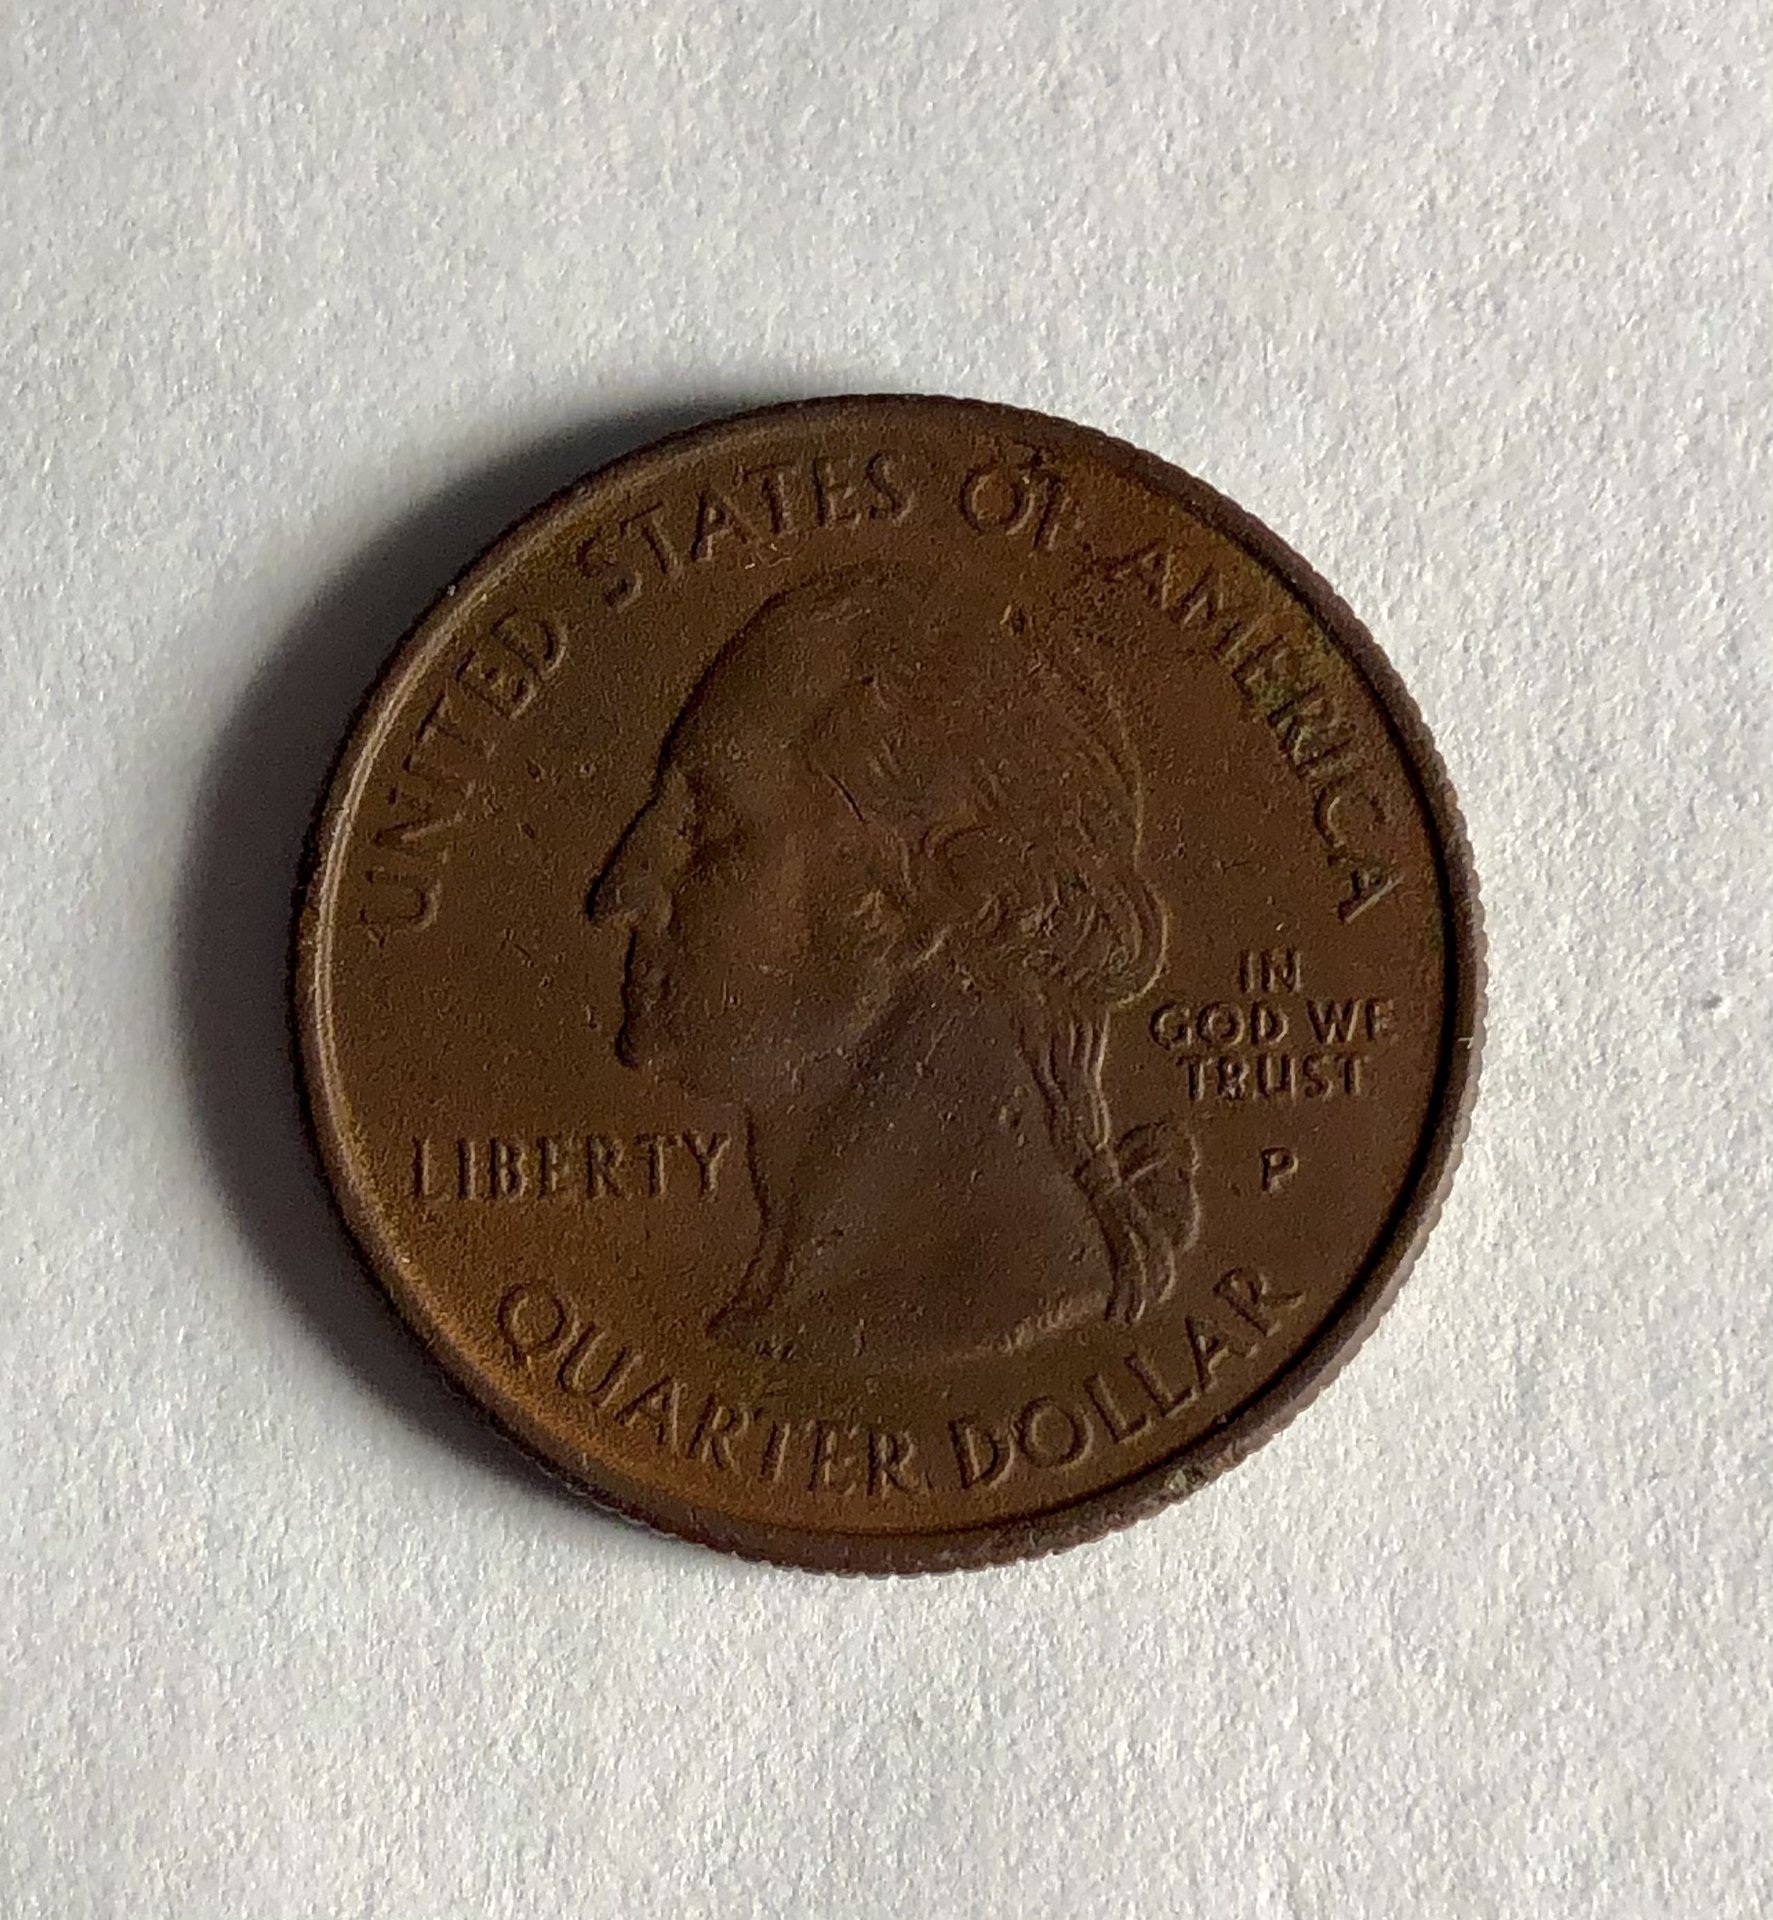 UNITED STATES OF AMERICA
LIBERTY
IN
GOD WE
TRUST
P
QUARTER DOLLAR